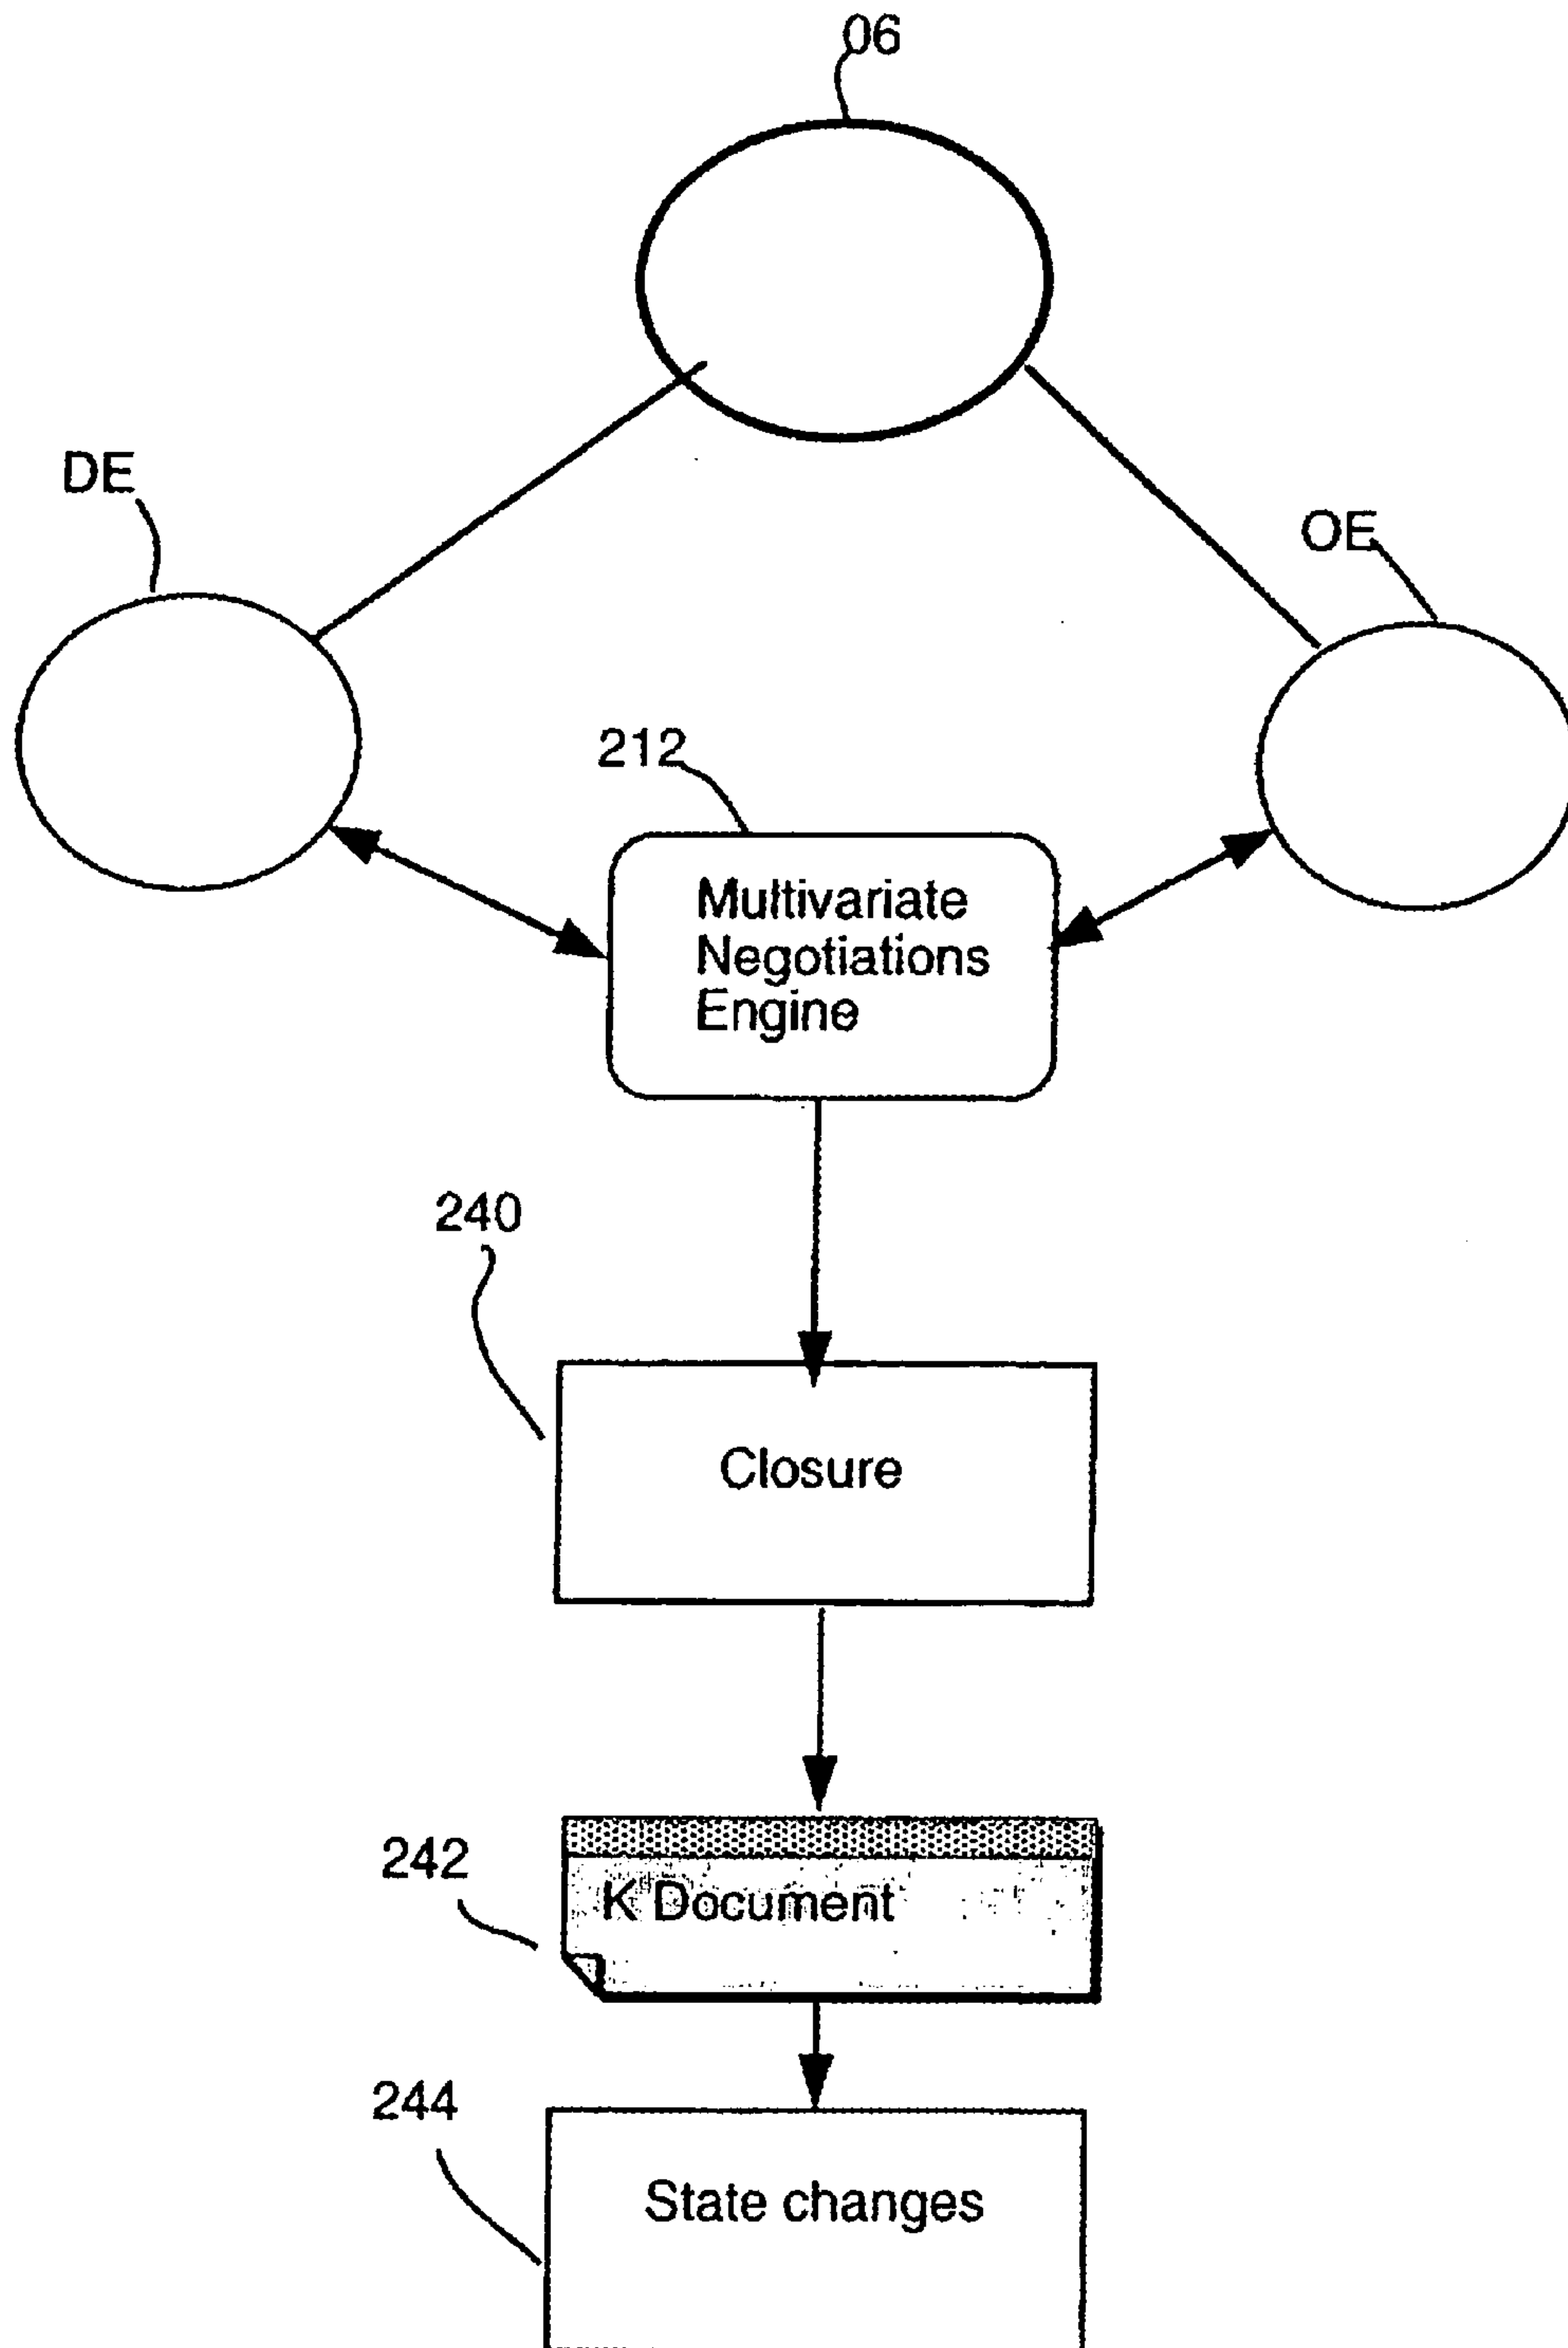 06
DE
OE
212
Multivariate
Negotiations
Engine
240
Closure
242
K Document
244
State changes